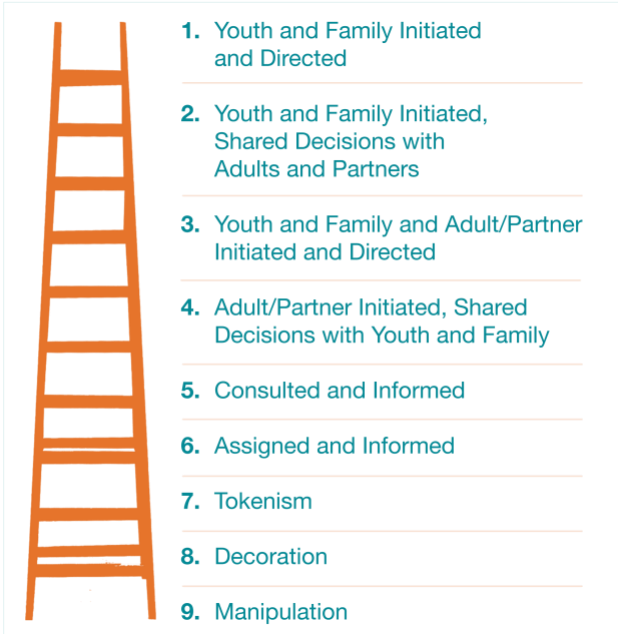 1. Youth and Family Initiated
and Directed
2. Youth and Family Initiated,
Shared Decisions with
Adults and Partners
3. Youth and Family and Adult/Partner
Initiated and Directed
4. Adult/Partner Initiated, Shared
Decisions with Youth and Family
5. Consulted and Informed
6. Assigned and Informed
7. Tokenism
8. Decoration
9. Manipulation